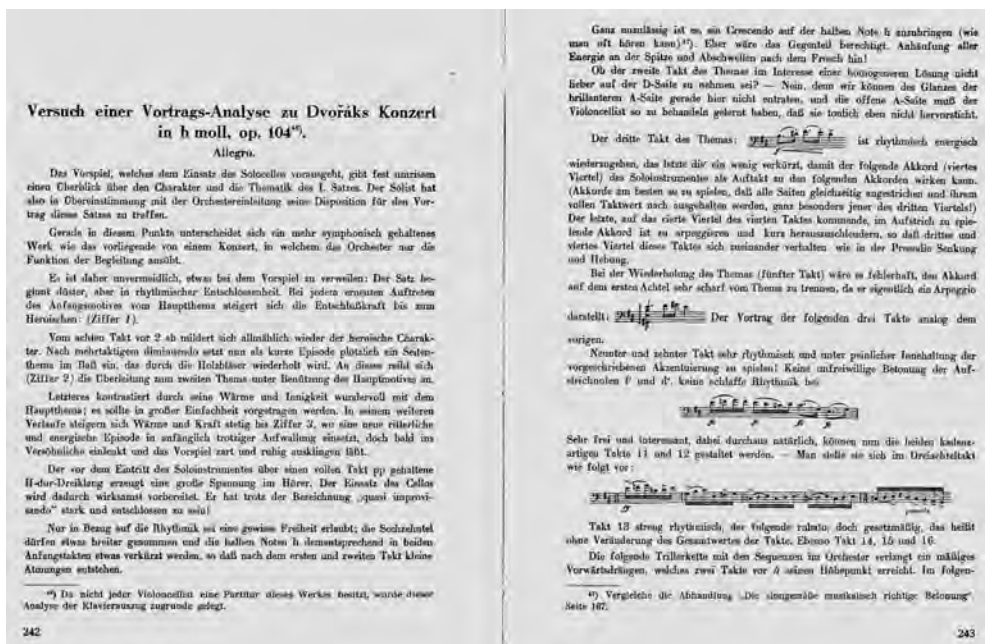 Versuch einer Vortrags-Analyse zu Dvořáks Konzert
in h moll, op. 104⁴⁶).
Allegro.
Das Vorspiel, welches dem Einsatz des Solocellos vorausgeht, gibt fest umrissen
einen Überblick über den Charakter und die Thematik des I. Satzes. Der Solist hat
also in Übereinstimmung mit der Orchestereinleitung seine Disposition für den Vor-
trag dieses Satzes zu treffen.
Gerade in diesem Punkte unterscheidet sich ein mehr symphonisch gehaltenes
Werk wie das vorliegende von einem Konzert, in welchem das Orchester nur die
Funktion der Begleitung ausübt.
Es ist daher unvermeidlich, etwas bei dem Vorspiel zu verweilen: Der Satz be-
ginnt düster, aber in rhythmischer Entschlossenheit. Bei jedem erneuten Auftreten
des Anfangsmotives vom Hauptthema steigert sich die Entschlußkraft bis zum
Heroischen: (Ziffer 1).
Vom achten Takt vor 2 ab mildert sich allmählich wieder der heroische Charak-
ter. Nach mehrtaktigem diminuendo setzt nun als kurze Episode plötzlich ein Seiten-
thema im Baß ein, das durch die Holzbläser wiederholt wird. An dieses reiht sich
(Ziffer 2) die Überleitung zum zweiten Thema unter Benützung des Hauptmotives an.
Letzteres kontrastiert durch seine Wärme und Innigkeit wundervoll mit dem
Hauptthema; es sollte in großer Einfachheit vorgetragen werden. In seinem weiteren
Verlaufe steigern sich Wärme und Kraft stetig bis Ziffer 3, wo eine neue ritterliche
und energische Episode in anfänglich trotziger Aufwallung einsetzt, doch bald ins
Versöhnliche einlenkt und das Vorspiel zart und ruhig ausklingen läßt.
Der vor dem Eintritt des Soloinstrumentes über einen vollen Takt pp gehaltene
H-dur-Dreiklang erzeugt eine große Spannung im Hörer. Der Einsatz des Cellos
wird dadurch wirksamst vorbereitet. Er hat trotz der Bezeichnung „quasi improvi-
sando“ stark und entschlossen zu sein!
Nur in Bezug auf die Rhythmik sei eine gewisse Freiheit erlaubt; die Sechzehntel
dürfen etwas breiter genommen und die halben Noten h dementsprechend in beiden
Anfangstakten etwas verkürzt werden, so daß nach dem ersten und zweiten Takt kleine
Atmungen entstehen.
⁴⁶) Da nicht jeder Violoncellist eine Partitur dieses Werkes besitzt, wurde dieser
Analyse der Klavierauszug zugrunde gelegt.
242
Ganz unzulässig ist es, ein Crescendo auf der halben Note h anzubringen (wie
man oft hören kann)⁴⁷). Eher wäre das Gegenteil berechtigt. Anhäufung aller
Energie an der Spitze und Abschwellen nach dem Frosch hin!
Ob der zweite Takt des Themas im Interesse einer homogeneren Lösung nicht
lieber auf der D-Saite zu nehmen sei? — Nein, denn wir können des Glanzes der
brillanteren A-Saite gerade hier nicht entraten, und die offene A-Saite muß der
Violoncellist so zu behandeln gelernt haben, daß sie tonlich eben nicht hervorsticht.
Der dritte Takt des Themas: ist rhythmisch energisch
wiederzugeben, das letzte dis' ein wenig verkürzt, damit der folgende Akkord (viertes
Viertel) des Soloinstrumentes als Auftakt zu den folgenden Akkorden wirken kann.
(Akkorde am besten so zu spielen, daß alle Saiten gleichzeitig angestrichen und ihrem
vollen Taktwert nach ausgehalten werden, ganz besonders jener des dritten Viertels!)
Der letzte, auf das vierte Viertel des vierten Taktes kommende, im Aufstrich zu spie-
lende Akkord ist zu arpeggieren und kurz herauszuschleudern, so daß drittes und
viertes Viertel dieses Taktes sich zueinander verhalten wie in der Prosodie Senkung
und Hebung.
Bei der Wiederholung des Themas (fünfter Takt) wäre es fehlerhaft, den Akkord
auf dem ersten Achtel sehr scharf vom Thema zu trennen, da er eigentlich ein Arpeggio
darstellt: Der Vortrag der folgenden drei Takte analog dem
vorigen.
Neunter und zehnter Takt sehr rhythmisch und unter peinlicher Innehaltung der
vorgeschriebenen Akzentuierung zu spielen! Keine unfreiwillige Betonung der Auf-
strichnoten und keine schlaffe Rhythmik bei
Sehr frei und interessant, dabei durchaus natürlich, können nun die beiden kadenz-
artigen Takte 11 und 12 gestaltet werden. — Man stelle sie sich im Dreiachteltakt
wie folgt vor:
Takt 13 streng rhythmisch, der folgende rubato, doch gesetzmäßig, das heißt
ohne Veränderung des Gesamtwertes der Takte. Ebenso Takt 14, 15 und 16.
Die folgende Trillerkette mit den Sequenzen im Orchester verlangt ein mäßiges
Vorwärtsdrängen, welches zwei Takte vor 4 seinen Höhepunkt erreicht. Im folgen-
⁴⁷) Vergleiche die Abhandlung „Die sinngemäße musikalisch richtige Betonung“
Seite 167.
243